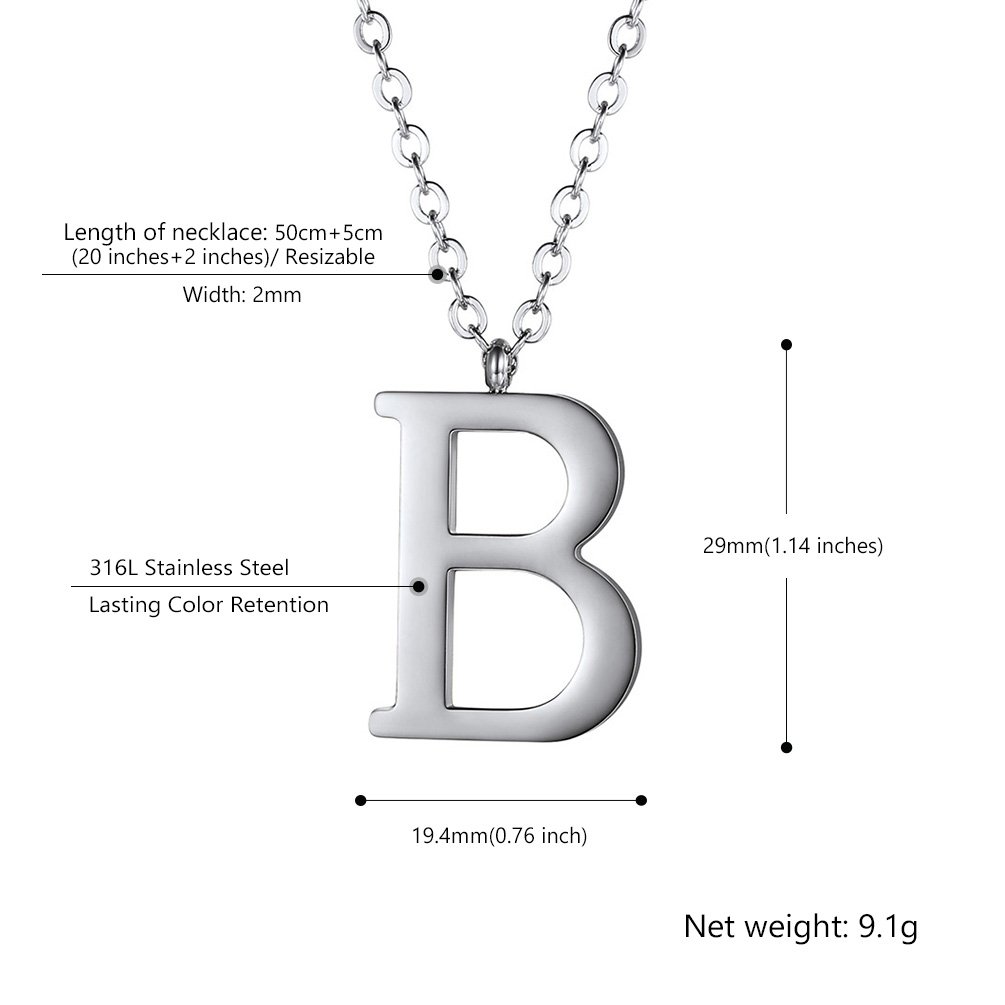 Length of necklace: 50cm+5cm
(20 inches+2 inches)/ Resizable
Width: 2mm
B
29mm(1.14 inches)
316L Stainless Steel
Lasting Color Retention
19.4mm(0.76 inch)
Net weight: 9.1g